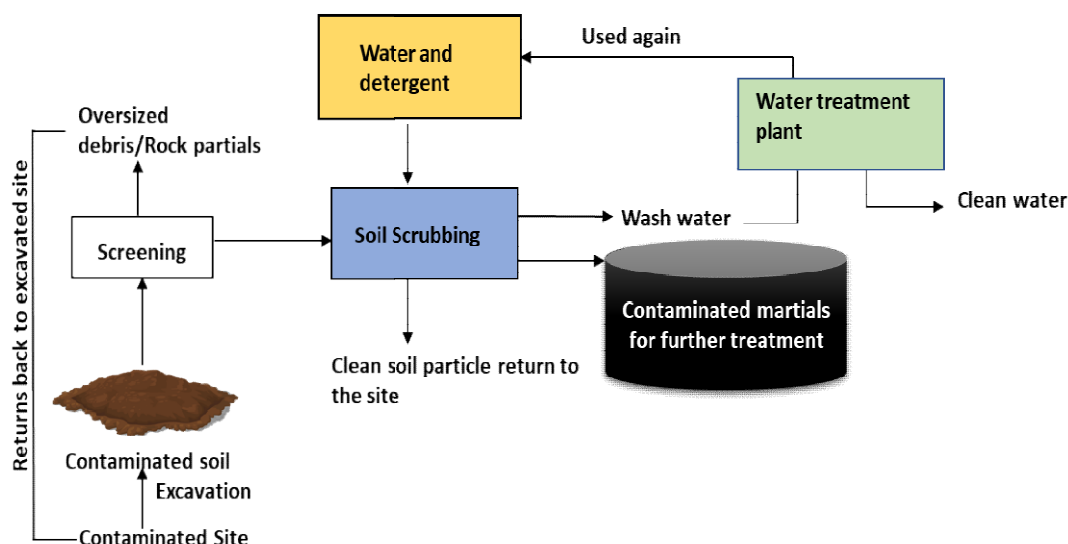 Used again
Water and
detergent
Water treatment
plant
Oversized
debris/Rock partials
Returns back to excavated site
Clean water
Wash water
Soil Scrubbing
Screening
Contaminated martials
for further treatment
Clean soil particle return to
the site
Contaminated soil
Excavation
Contaminated Site